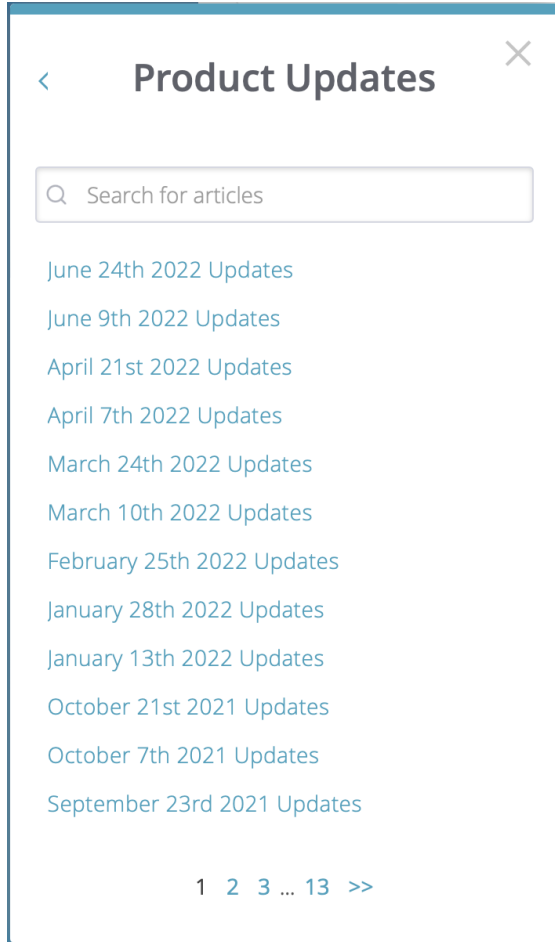 Product Updates
Search for articles
June 24th 2022 Updates
June 9th 2022 Updates
April 21st 2022 Updates
April 7th 2022 Updates
March 24th 2022 Updates
March 10th 2022 Updates
February 25th 2022 Updates
January 28th 2022 Updates
January 13th 2022 Updates
October 21st 2021 Updates
October 7th 2021 Updates
September 23rd 2021 Updates
1 2 3 ... 13 >>